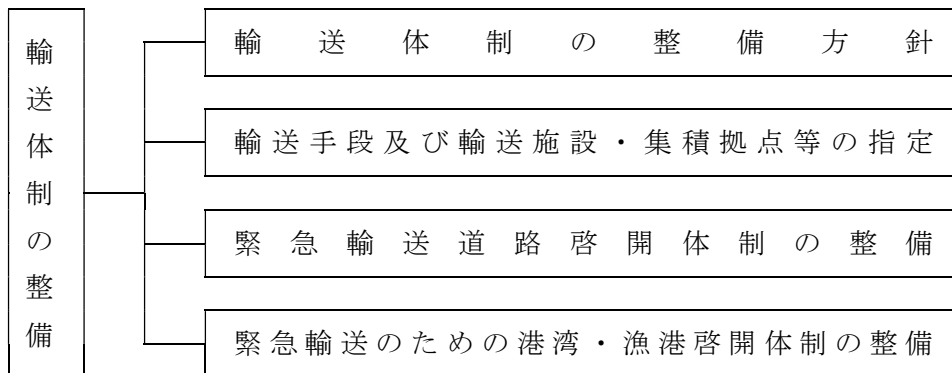 輸送体制の整備
輸送体制の整備方針
輸送手段及び輸送施設・集積拠点等の指定
緊急輸送道路啓開体制の整備
緊急輸送のための港湾・漁港啓開体制の整備